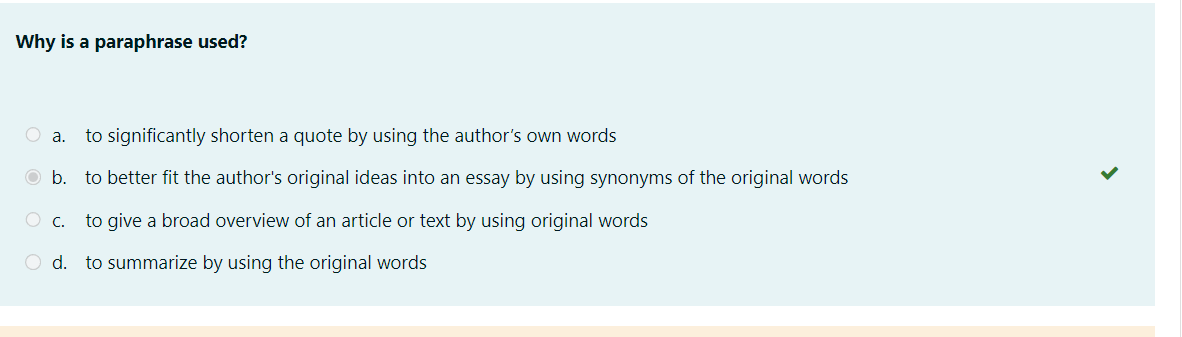 Why is a paraphrase used?
a. to significantly shorten a quote by using the author’s own words
b. to better fit the author's original ideas into an essay by using synonyms of the original words
c. to give a broad overview of an article or text by using original words
d. to summarize by using the original words